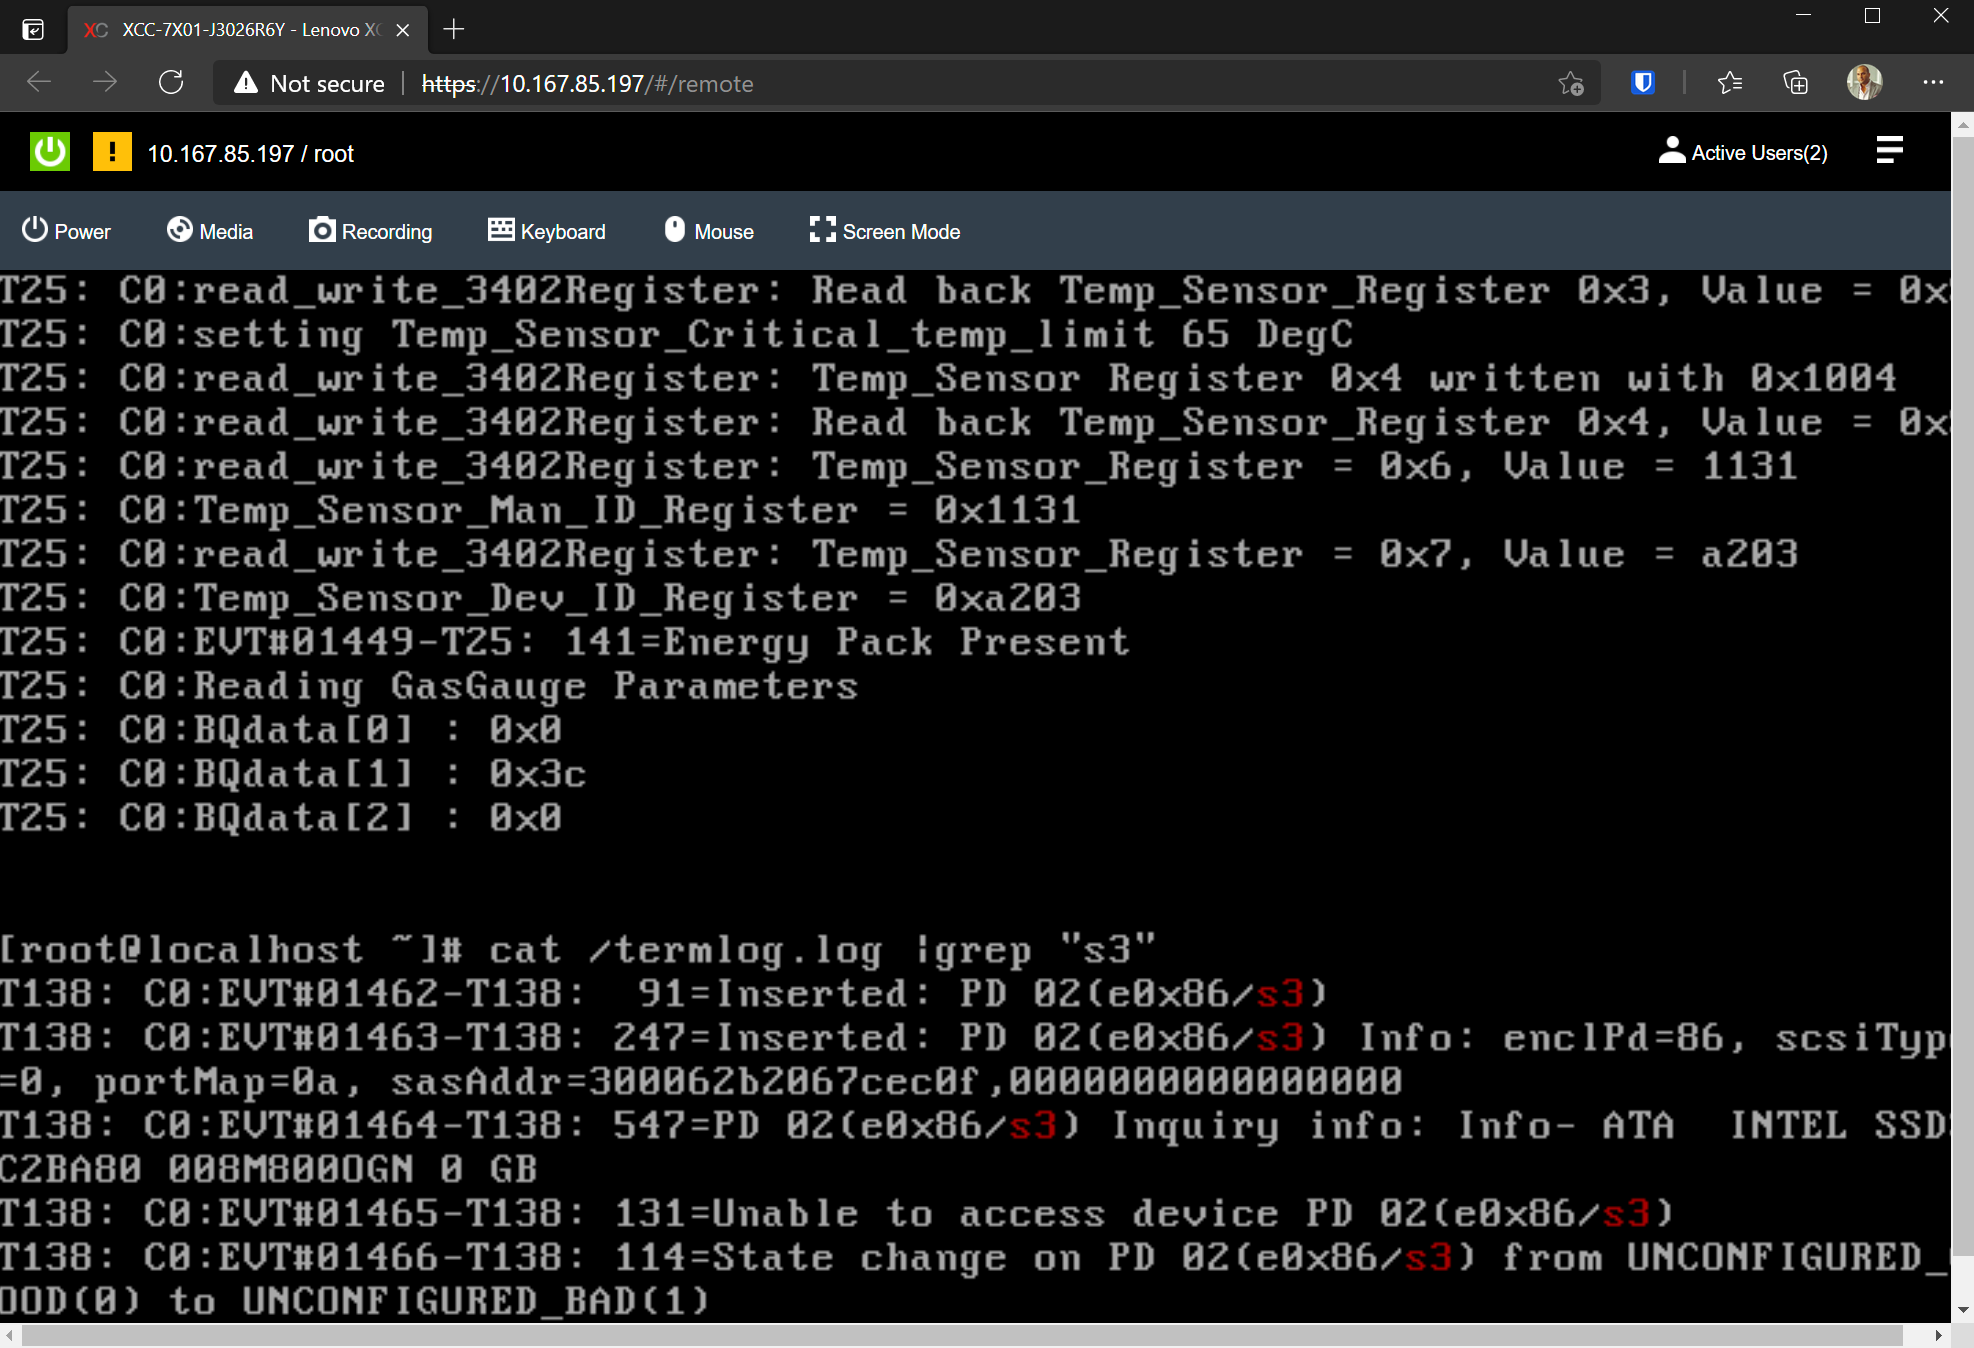 XCC-7X01-J3026R6Y - Lenovo XC
Not secure https://10.167.85.197/#/remote
10.167.85.197 / root
Active Users(2)
Power Media Recording Keyboard Mouse Screen Mode
T25: C0:read_write_3402Register: Read back Temp_Sensor_Register 0x3, Value = 0x
T25: C0:setting Temp_Sensor_Critical_temp_limit 65 DegC
T25: C0:read_write_3402Register: Temp_Sensor Register 0x4 written with 0x1004
T25: C0:read_write_3402Register: Read back Temp_Sensor_Register 0x4, Value = 0x
T25: C0:read_write_3402Register: Temp_Sensor_Register = 0x6, Value = 1131
T25: C0:Temp_Sensor_Man_ID_Register = 0x1131
T25: C0:read_write_3402Register: Temp_Sensor_Register = 0x7, Value = a203
T25: C0:Temp_Sensor_Dev_ID_Register = 0xa203
T25: C0:EVT#01449-T25: 141=Energy Pack Present
T25: C0:Reading GasGauge Parameters
T25: C0:BQdata[0] : 0x0
T25: C0:BQdata[1] : 0x3c
T25: C0:BQdata[2] : 0x0
[root@localhost ~]# cat /termlog.log |grep "s3"
T138: C0:EVT#01462-T138:  91=Inserted: PD 02(e0x86/s3)
T138: C0:EVT#01463-T138: 247=Inserted: PD 02(e0x86/s3) Info: enclPd=86, scsiTyp
=0, portMap=0a, sasAddr=300062b2067cec0f,0000000000000000
T138: C0:EVT#01464-T138: 547=PD 02(e0x86/s3) Inquiry info: Info- ATA  INTEL SSD
C2BA80 008M800OGN 0 GB
T138: C0:EVT#01465-T138: 131=Unable to access device PD 02(e0x86/s3)
T138: C0:EVT#01466-T138: 114=State change on PD 02(e0x86/s3) from UNCONFIGURED_
OOD(0) to UNCONFIGURED_BAD(1)